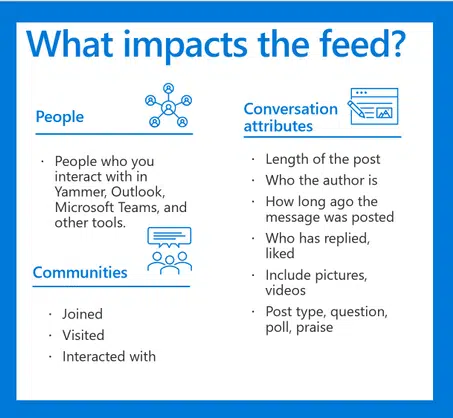 What impacts the feed?
People
· People who you
interact with in
Yammer, Outlook,
Microsoft Teams, and
other tools.
Communities
· Joined
· Visited
· Interacted with
Conversation
attributes
· Length of the post
· Who the author is
· How long ago the
message was posted
· Who has replied,
liked
· Include pictures,
videos
· Post type, question,
poll, praise